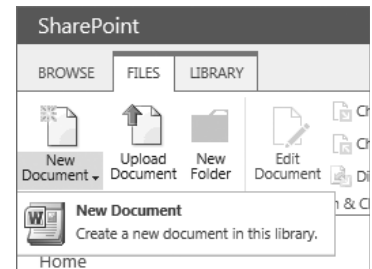 SharePoint
BROWSE FILES LIBRARY
New Document
Upload Document
New Folder
Edit Document
New Document
Create a new document in this library.
Home